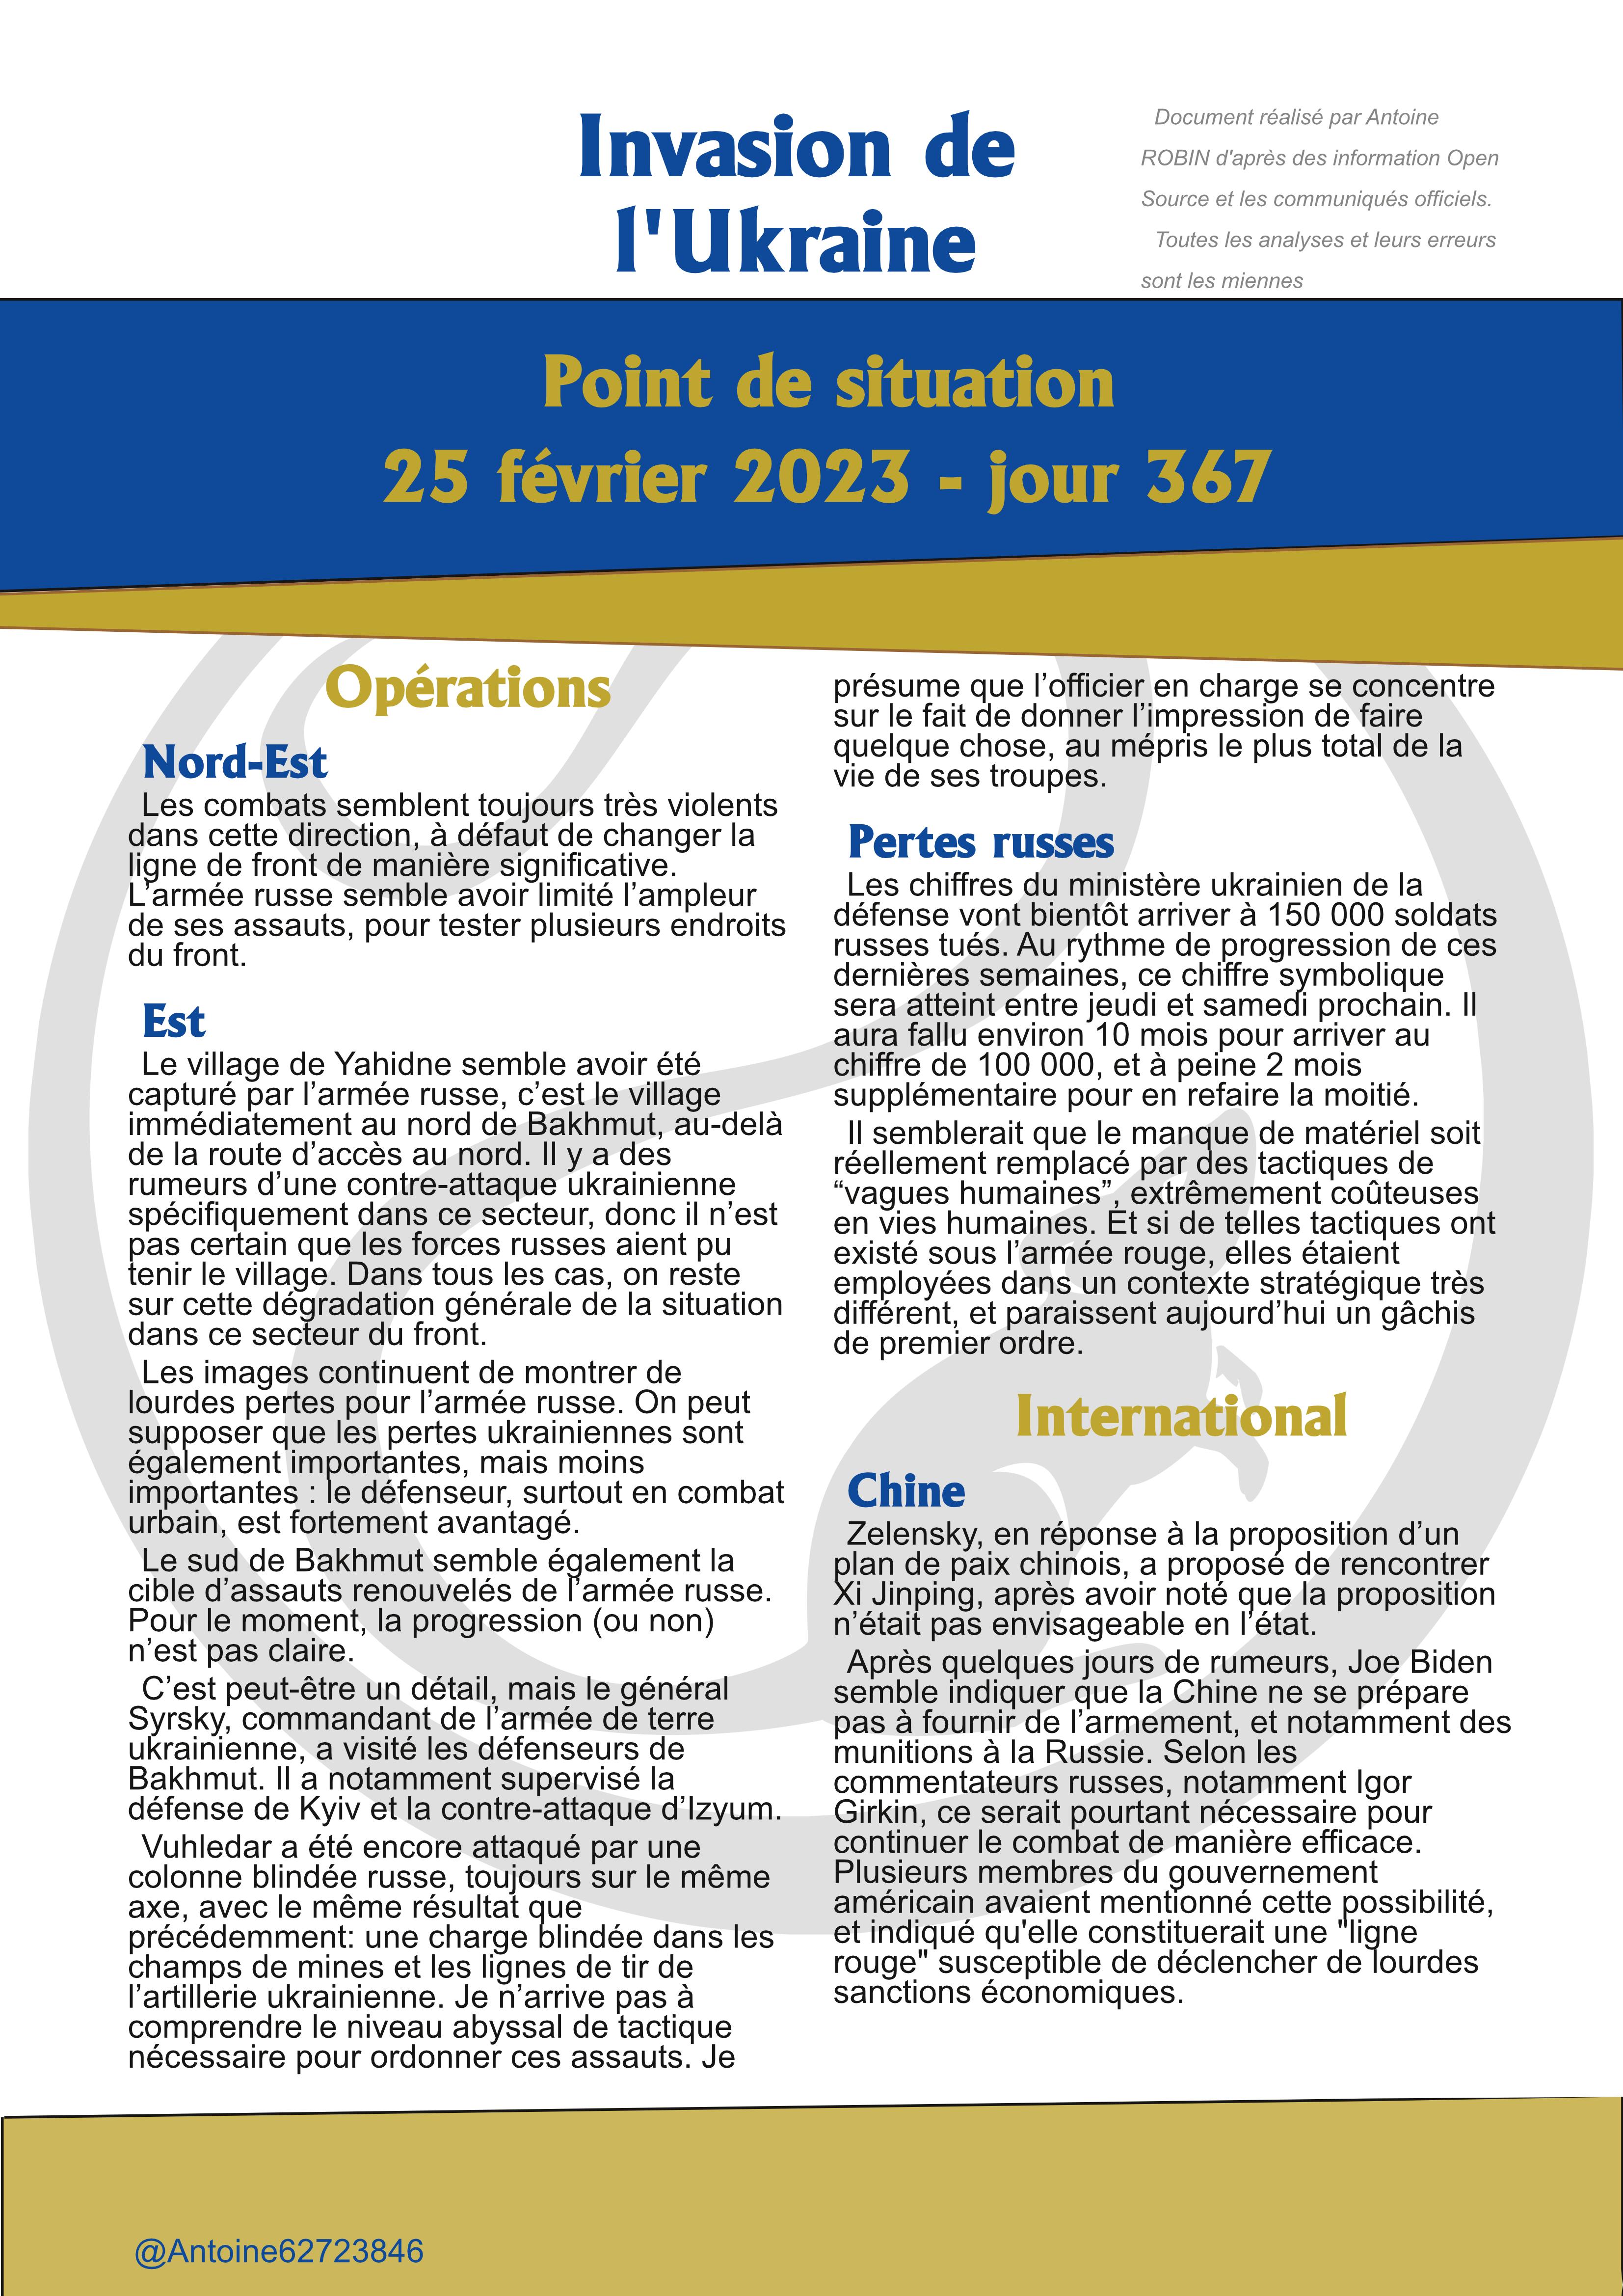 Invasion de
l'Ukraine
Document réalisé par Antoine
ROBIN d'après des information Open
Source et les communiqués officiels.
Toutes les analyses et leurs erreurs
sont les miennes
Point de situation
25 février 2023 - jour 367
Opérations
Nord-Est
Les combats semblent toujours très violents
dans cette direction, à défaut de changer la
ligne de front de manière significative.
L’armée russe semble avoir limité l’ampleur
de ses assauts, pour tester plusieurs endroits
du front.
Est
Le village de Yahidne semble avoir été
capturé par l’armée russe, c’est le village
immédiatement au nord de Bakhmut, au-delà
de la route d’accès au nord. Il y a des
rumeurs d’une contre-attaque ukrainienne
spécifiquement dans ce secteur, donc il n’est
pas certain que les forces russes aient pu
tenir le village. Dans tous les cas, on reste
sur cette dégradation générale de la situation
dans ce secteur du front.
Les images continuent de montrer de
lourdes pertes pour l’armée russe. On peut
supposer que les pertes ukrainiennes sont
également importantes, mais moins
importantes : le défenseur, surtout en combat
urbain, est fortement avantagé.
Le sud de Bakhmut semble également la
cible d’assauts renouvelés de l’armée russe.
Pour le moment, la progression (ou non)
n’est pas claire.
C’est peut-être un détail, mais le général
Syrsky, commandant de l’armée de terre
ukrainienne, a visité les défenseurs de
Bakhmut. Il a notamment supervisé la
défense de Kyiv et la contre-attaque d’Izyum.
Vuhledar a été encore attaqué par une
colonne blindée russe, toujours sur le même
axe, avec le même résultat que
précédemment: une charge blindée dans les
champs de mines et les lignes de tir de
l’artillerie ukrainienne. Je n’arrive pas à
comprendre le niveau abyssal de tactique
nécessaire pour ordonner ces assauts. Je
présume que l’officier en charge se concentre
sur le fait de donner l’impression de faire
quelque chose, au mépris le plus total de la
vie de ses troupes.
Pertes russes
Les chiffres du ministère ukrainien de la
défense vont bientôt arriver à 150 000 soldats
russes tués. Au rythme de progression de ces
dernières semaines, ce chiffre symbolique
sera atteint entre jeudi et samedi prochain. Il
aura fallu environ 10 mois pour arriver au
chiffre de 100 000, et à peine 2 mois
supplémentaire pour en refaire la moitié.
Il semblerait que le manque de matériel soit
réellement remplacé par des tactiques de
“vagues humaines”, extrêmement coûteuses
en vies humaines. Et si de telles tactiques ont
existé sous l’armée rouge, elles étaient
employées dans un contexte stratégique très
différent, et paraissent aujourd’hui un gâchis
de premier ordre.
International
Chine
Zelensky, en réponse à la proposition d’un
plan de paix chinois, a proposé de rencontrer
Xi Jinping, après avoir noté que la proposition
n’était pas envisageable en l’état.
Après quelques jours de rumeurs, Joe Biden
semble indiquer que la Chine ne se prépare
pas à fournir de l’armement, et notamment des
munitions à la Russie. Selon les
commentateurs russes, notamment Igor
Girkin, ce serait pourtant nécessaire pour
continuer le combat de manière efficace.
Plusieurs membres du gouvernement
américain avaient mentionné cette possibilité,
et indiqué qu'elle constituerait une "ligne
rouge" susceptible de déclencher de lourdes
sanctions économiques.
@Antoine62723846